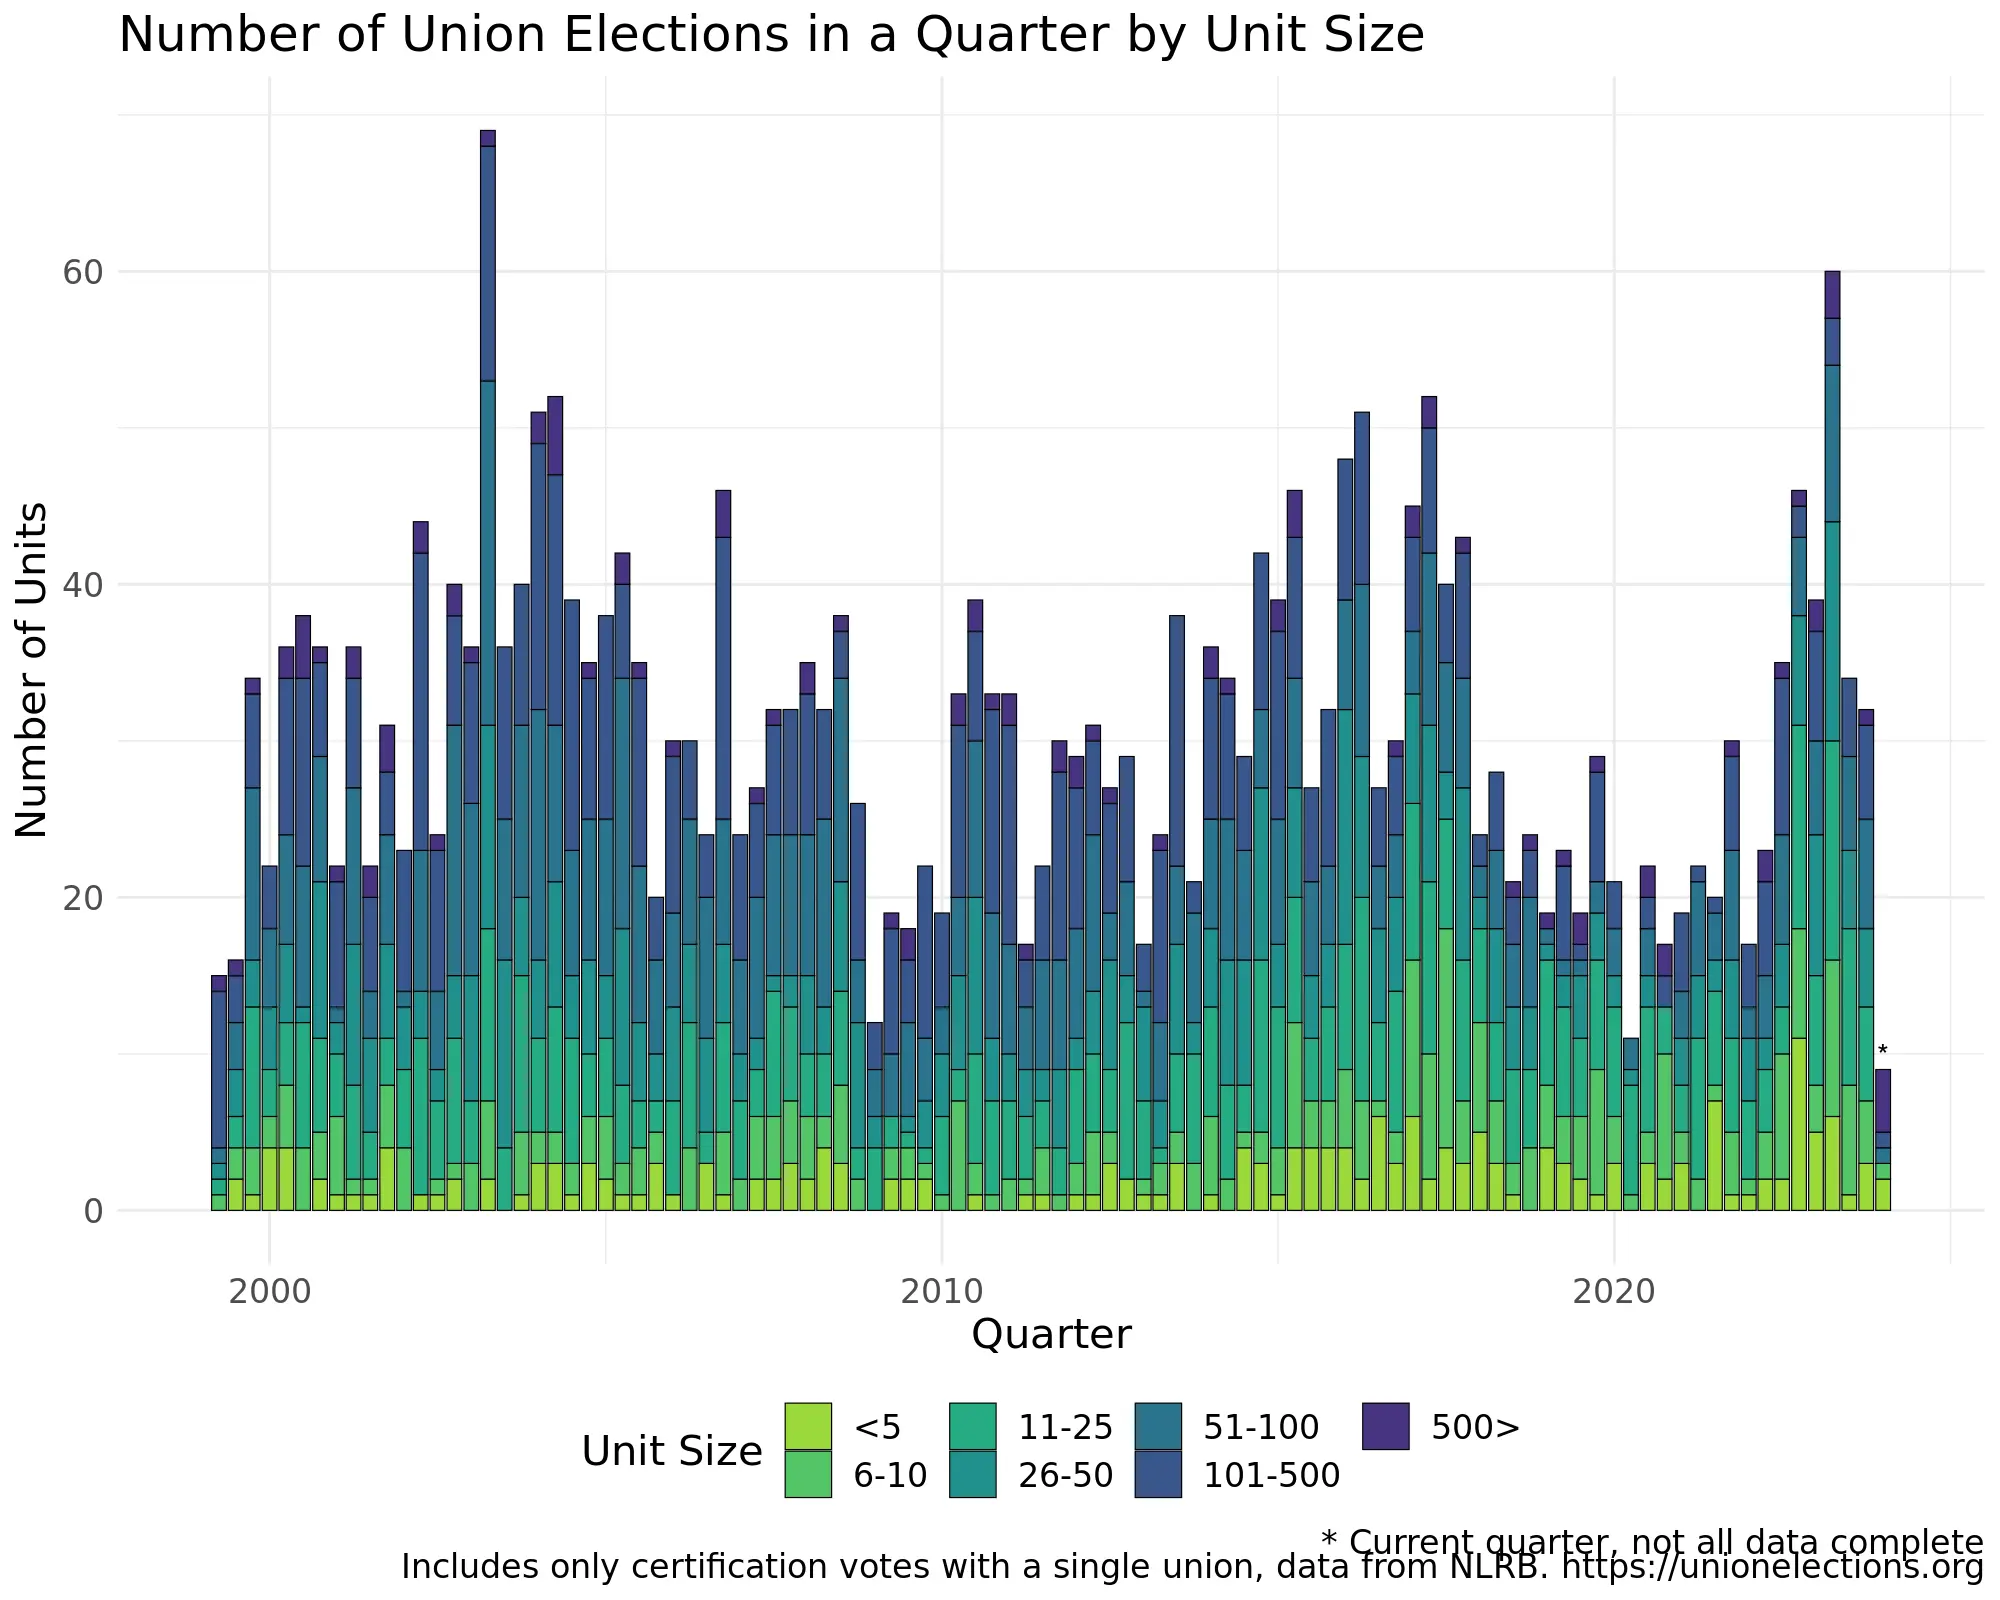 Number of Union Elections in a Quarter by Unit Size
Number of Units
60
40
20
0
*
2000 2010 2020
Quarter
Unit Size
<5 11-25 51-100 500>
6-10 26-50 101-500
* Current quarter, not all data complete
Includes only certification votes with a single union, data from NLRB. https://unionelections.org